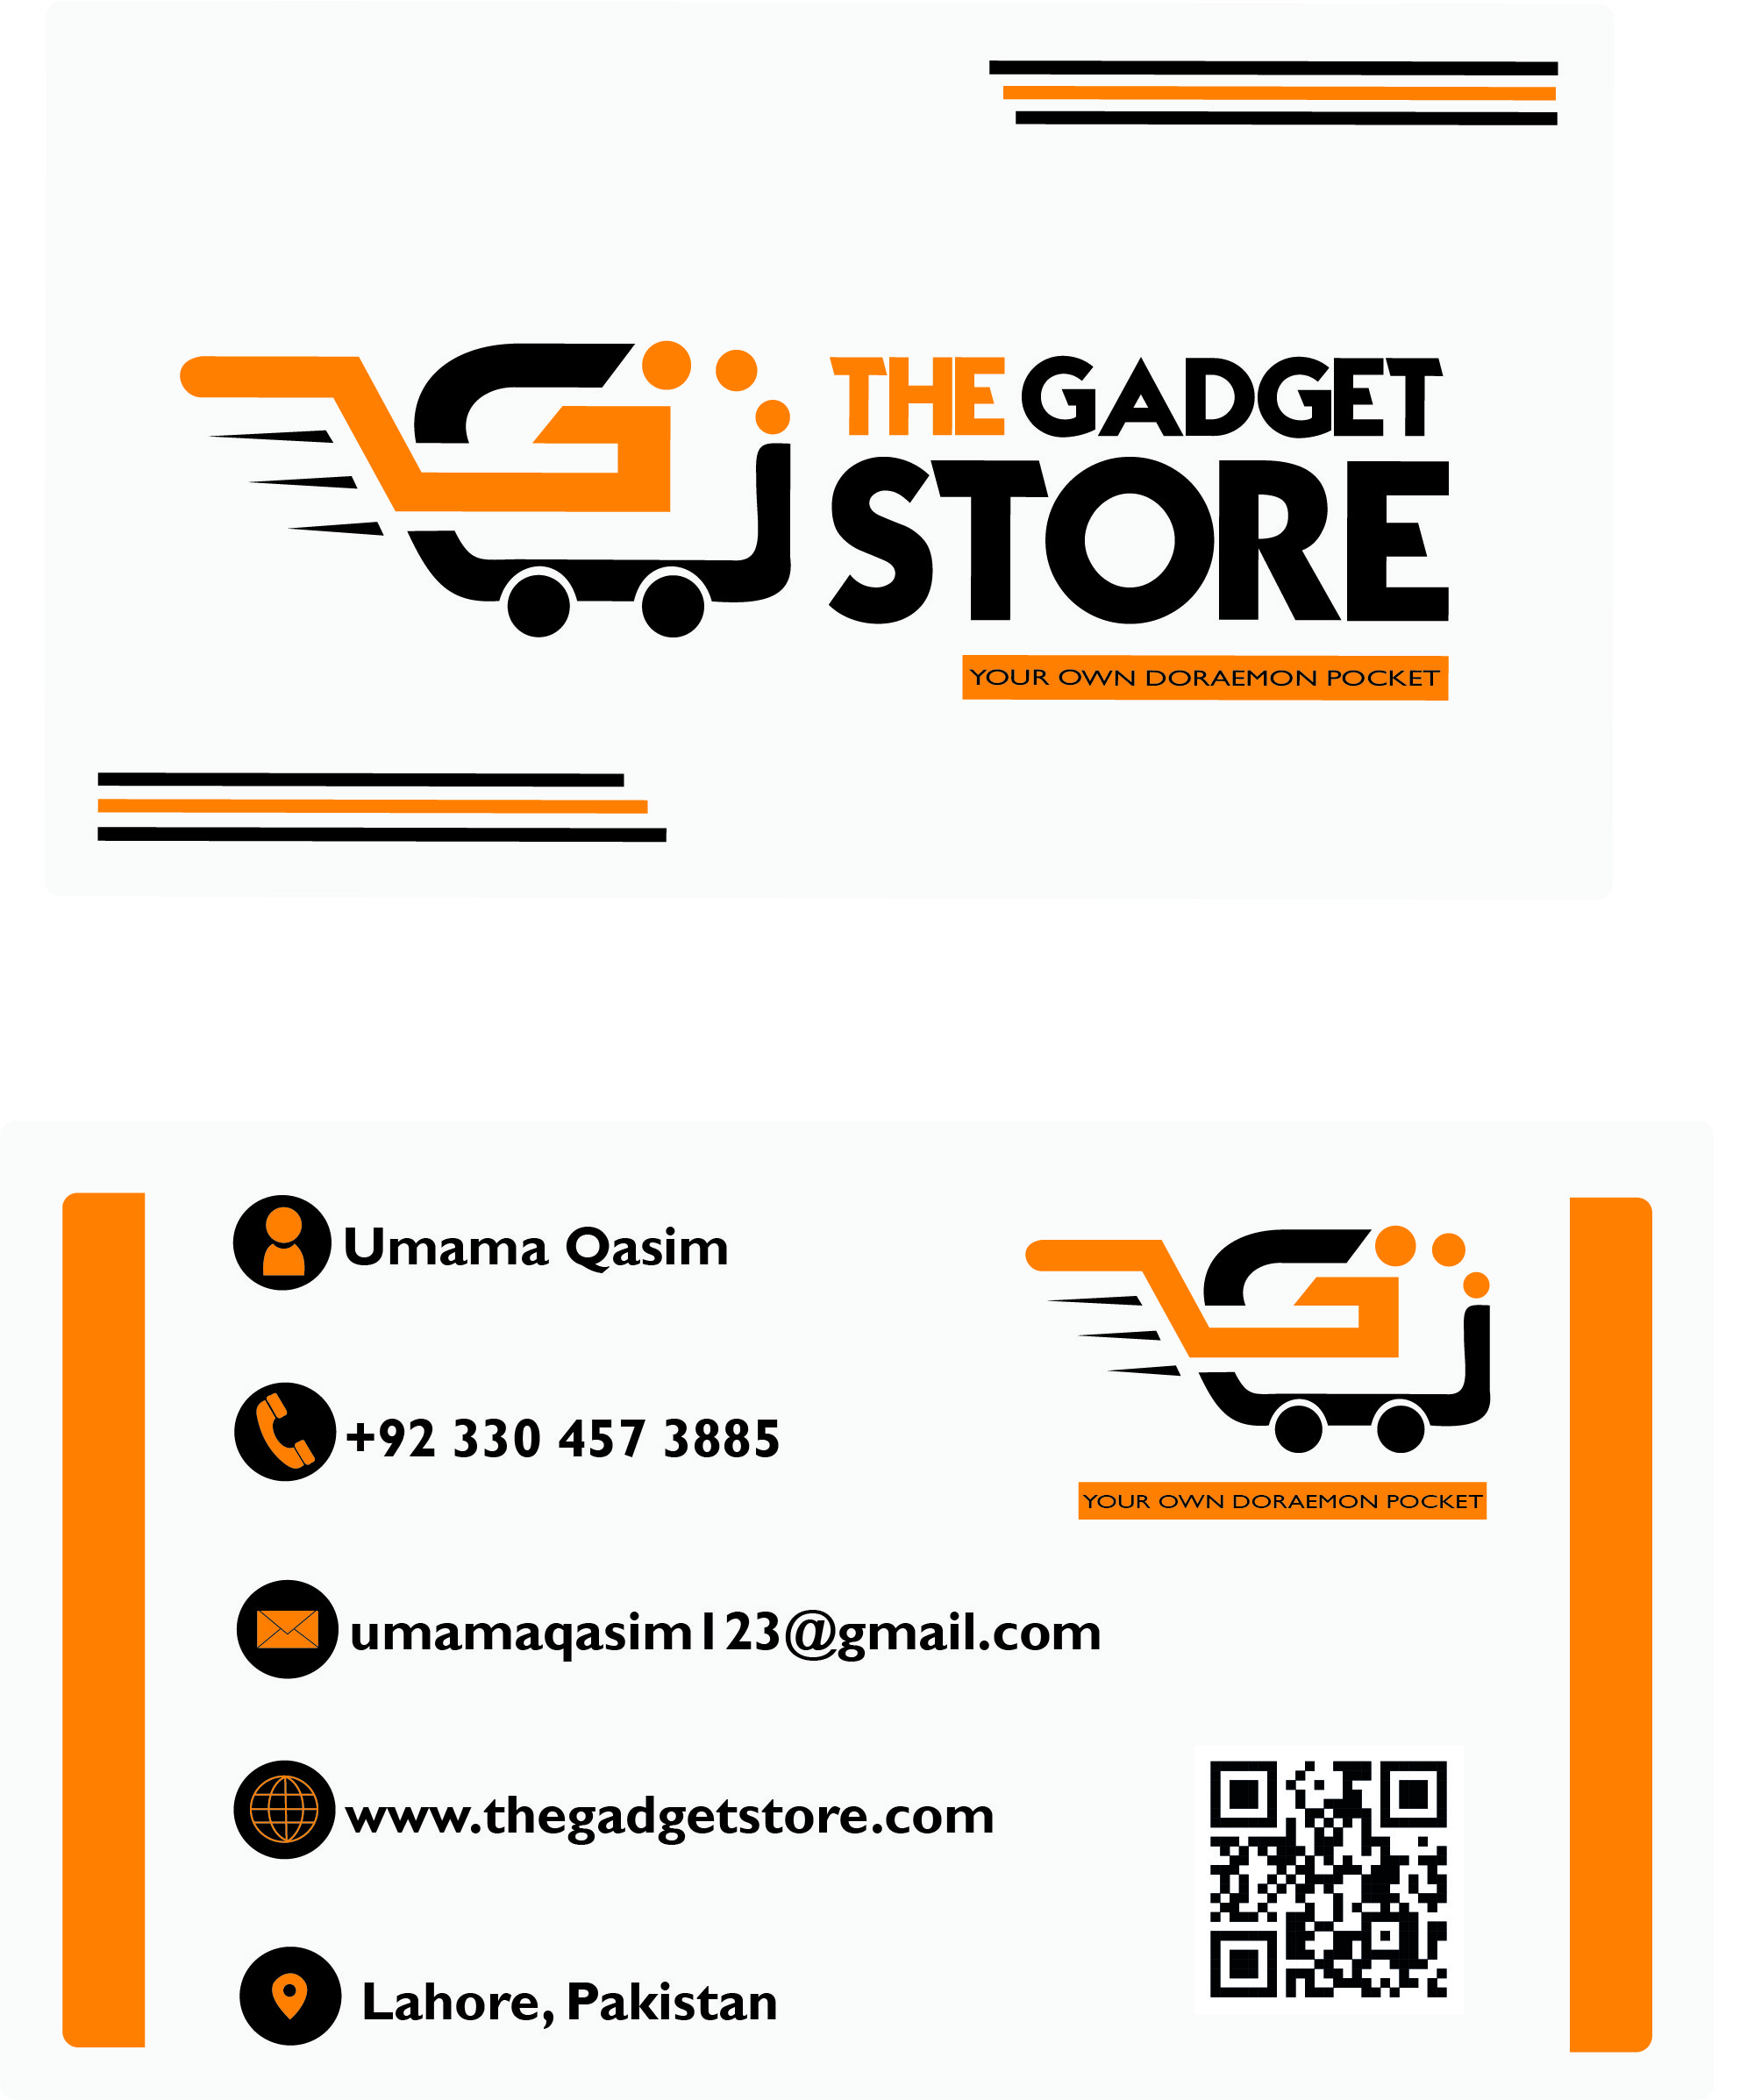 THE GADGET
STORE
YOUR OWN DORAEMON POCKET
Umama Qasim
+92 330 457 3885
YOUR OWN DORAEMON POCKET
umamaqasim123@gmail.com
www.thegadgetstore.com
Lahore, Pakistan